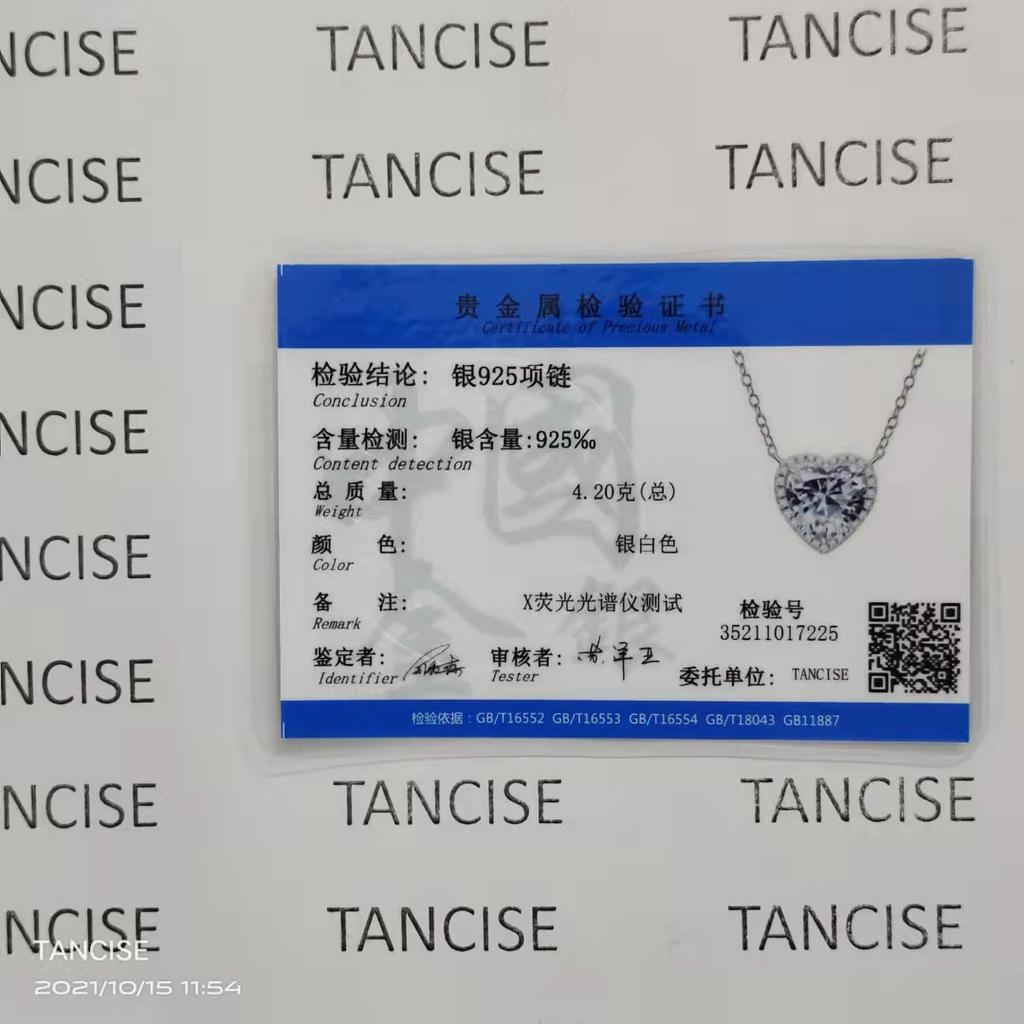 NCISE TANCISE TANCISE
NCISE TANCISE TANCISE
NCISE
NCISE
NCISE
NCISE
NCISE TANCISE TANCISE
NCISE TANCISE TANCISE
贵金属检验证书
Certificate of Precious Metal
检验结论: 银925项链
Conclusion
含量检测: 银含量:925‰
Content detection
总质量: 4.20克(总)
Weight
颜色: 银白色
Color
备注: X荧光光谱仪测试
Remark
检验号
35211017225
鉴定者:
Identifier
审核者:
Tester
委托单位: TANCISE
检验依据:GB/T16552 GB/T16553 GB/T16554 GB/T18043 GB11887
中國
金銀
TANCISE
2021/10/15 11:54